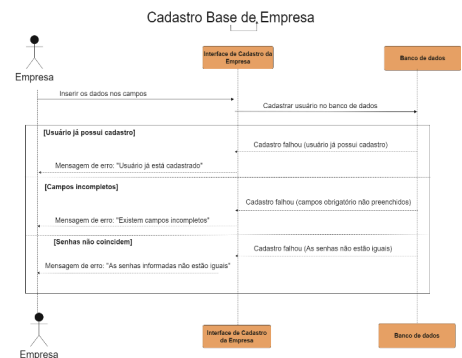 Cadastro Base de Empresa
Interface de Cadastro da
Empresa
Banco de dados
Empresa
Inserir os dados nos campos
Cadastrar usuário no banco de dados
[Usuário já possui cadastro]
Cadastro falhou (usuário já possui cadastro)
Mensagem de erro: "Usuário já está cadastrado"
[Campos incompletos]
Cadastro falhou (campos obrigatório não preenchidos)
Mensagem de erro: "Existem campos incompletos"
[Senhas não coincidem]
Cadastro falhou (As senhas não estão iguais)
Mensagem de erro: "As senhas informadas não estão iguais"
Interface de Cadastro
da Empresa
Banco de dados
Empresa